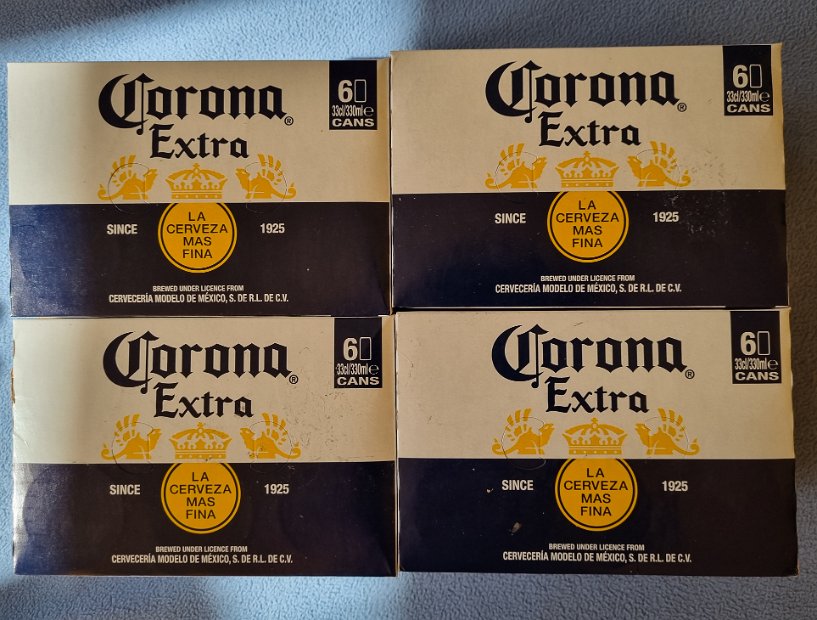 Corona®
Extra
6
33cl/330ml℮
CANS
SINCE
LA
CERVEZA
MAS
FINA
1925
BREWED UNDER LICENCE FROM
CERVECERÍA MODELO DE MÉXICO, S. DE R.L. DE C.V.
Corona®
Extra
6
33cl/330ml℮
CANS
SINCE
LA
CERVEZA
MAS
FINA
1925
BREWED UNDER LICENCE FROM
CERVECERÍA MODELO DE MÉXICO, S. DE R.L. DE C.V.
Corona®
Extra
6
33cl/330ml℮
CANS
SINCE
LA
CERVEZA
MAS
FINA
1925
BREWED UNDER LICENCE FROM
CERVECERÍA MODELO DE MÉXICO, S. DE R.L. DE C.V.
Corona®
Extra
6
33cl/330ml℮
CANS
SINCE
LA
CERVEZA
MAS
FINA
1925
BREWED UNDER LICENCE FROM
CERVECERÍA MODELO DE MÉXICO, S. DE R.L. DE C.V.